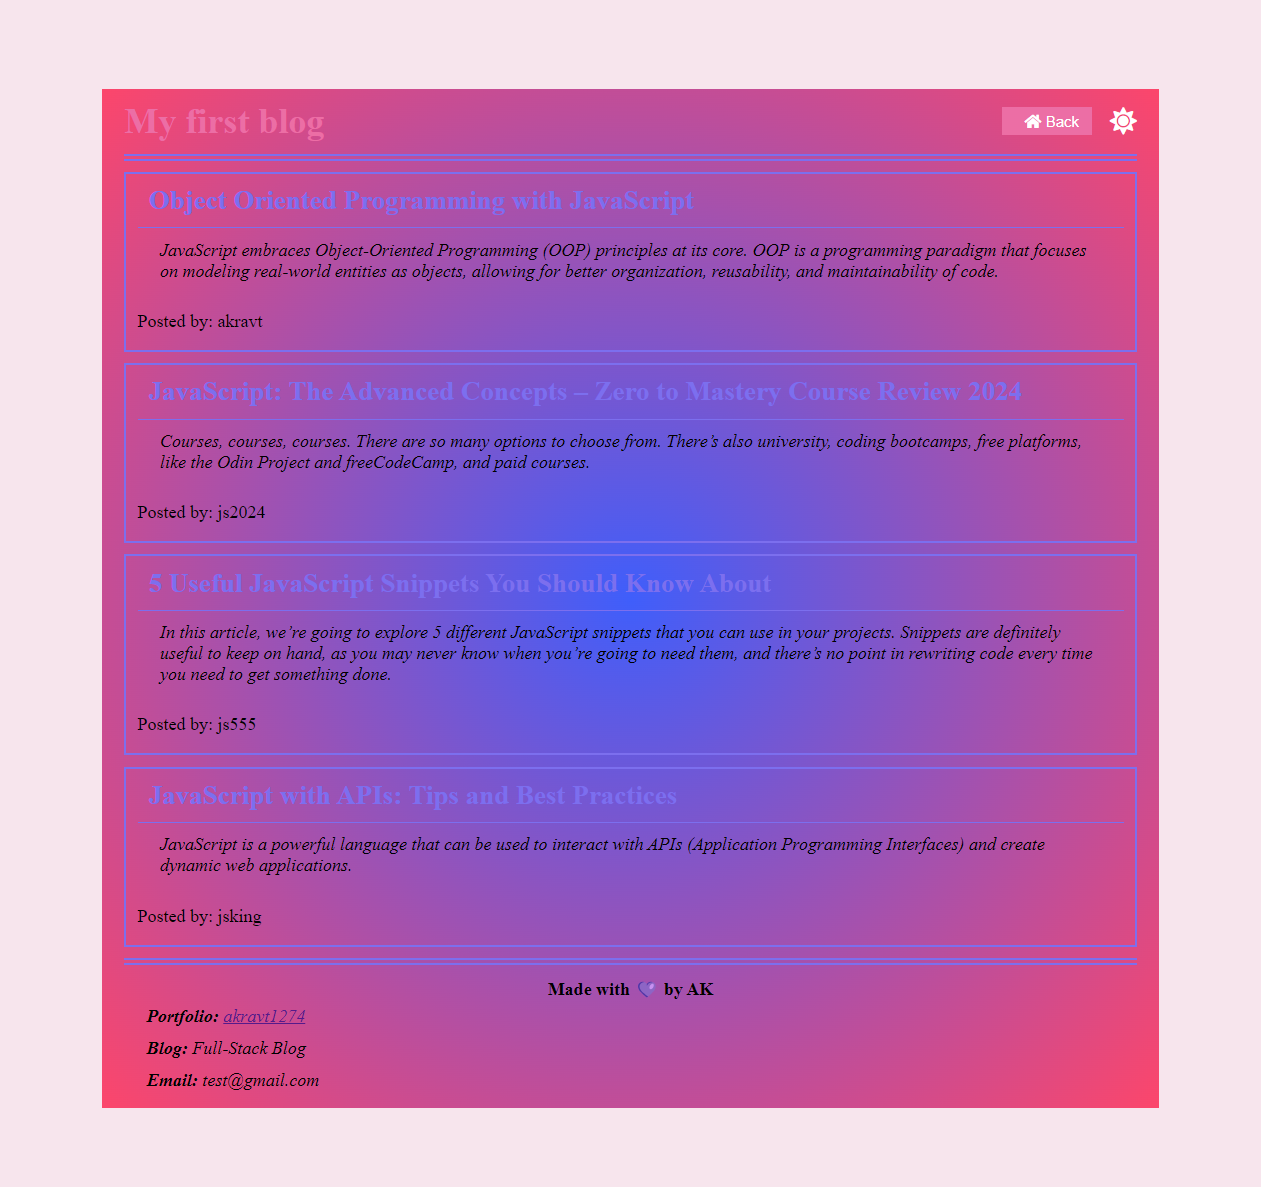 My first blog
Back
Object Oriented Programming with JavaScript
JavaScript embraces Object-Oriented Programming (OOP) principles at its core. OOP is a programming paradigm that focuses
on modeling real-world entities as objects, allowing for better organization, reusability, and maintainability of code.
Posted by: akravt
JavaScript: The Advanced Concepts – Zero to Mastery Course Review 2024
Courses, courses, courses. There are so many options to choose from. There’s also university, coding bootcamps, free platforms,
like the Odin Project and freeCodeCamp, and paid courses.
Posted by: js2024
5 Useful JavaScript Snippets You Should Know About
In this article, we’re going to explore 5 different JavaScript snippets that you can use in your projects. Snippets are definitely
useful to keep on hand, as you may never know when you’re going to need them, and there’s no point in rewriting code every time
you need to get something done.
Posted by: js555
JavaScript with APIs: Tips and Best Practices
JavaScript is a powerful language that can be used to interact with APIs (Application Programming Interfaces) and create
dynamic web applications.
Posted by: jsking
Made with 💜 by AK
Portfolio: akravt1274
Blog: Full-Stack Blog
Email: test@gmail.com